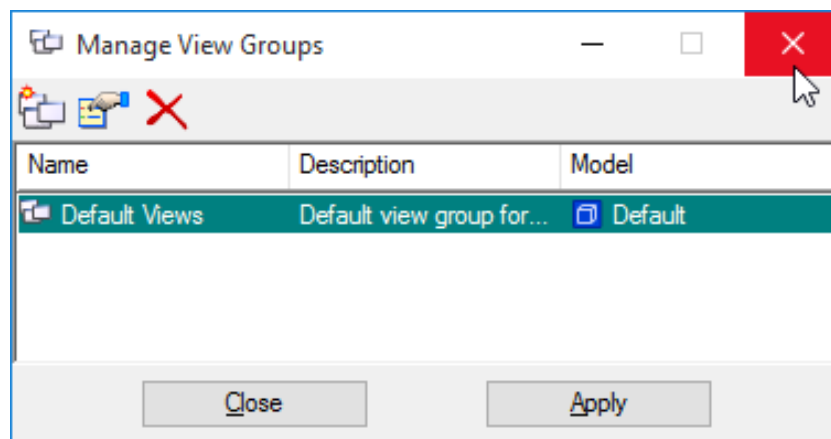 Manage View Groups
Name Description Model
Default Views Default view group for... Default
Close Apply